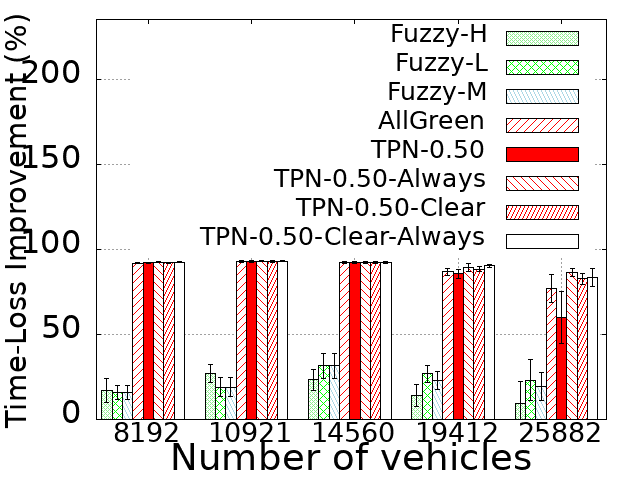 Time-Loss Improvement (%)
200
150
100
50
0
Fuzzy-H
Fuzzy-L
Fuzzy-M
AllGreen
TPN-0.50
TPN-0.50-Always
TPN-0.50-Clear
TPN-0.50-Clear-Always
8192 10921 14560 19412 25882
Number of vehicles